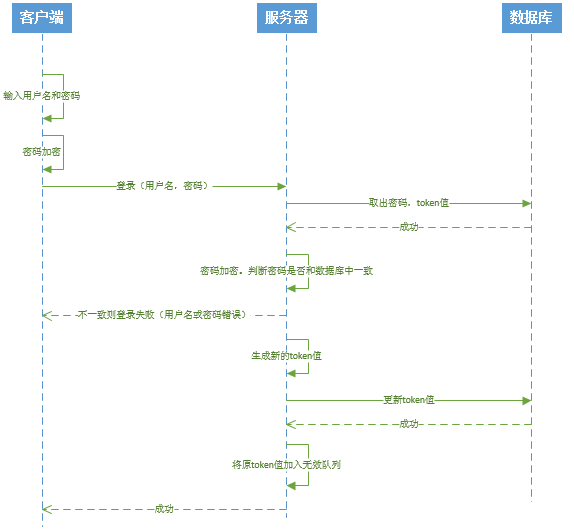 客户端
服务器
数据库
输入用户名和密码
密码加密
登录（用户名，密码）
取出密码，token值
成功
密码加密，判断密码是否和数据库中一致
不一致则登录失败（用户名或密码错误）
生成新的token值
更新token值
成功
将原token值加入无效队列
成功